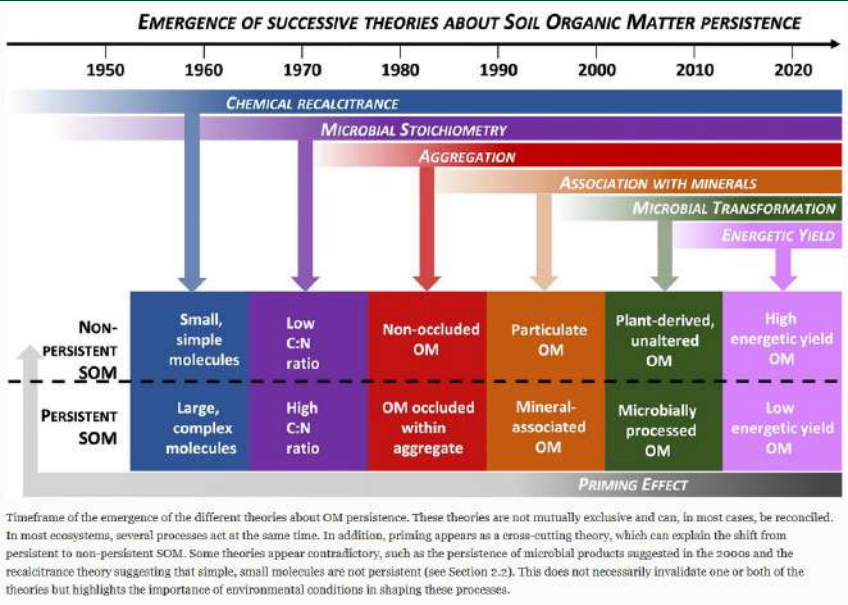 EMERGENCE OF SUCCESSIVE THEORIES ABOUT SOIL ORGANIC MATTER PERSISTENCE
1950 1960 1970 1980 1990 2000 2010 2020
CHEMICAL RECALCITRANCE
MICROBIAL STOICHIOMETRY
AGGREGATION
ASSOCIATION WITH MINERALS
MICROBIAL TRANSFORMATION
ENERGETIC YIELD
NON-
PERSISTENT
SOM
Small,
simple
molecules
Low
C:N
ratio
Non-occluded
OM
Particulate
OM
Plant-derived,
unaltered
OM
High
energetic yield
OM
PERSISTENT
SOM
Large,
complex
molecules
High
C:N
ratio
OM occluded
within
aggregate
Mineral-
associated
OM
Microbially
processed
OM
Low
energetic yield
OM
PRIMING EFFECT
Timeframe of the emergence of the different theories about OM persistence. These theories are not mutually exclusive and can, in most cases, be reconciled.
In most ecosystems, several processes act at the same time. In addition, priming appears as a cross-cutting theory, which can explain the shift from
persistent to non-persistent SOM. Some theories appear contradictory, such as the persistence of microbial products suggested in the 2000s and the
recalcitrance theory suggesting that simple, small molecules are not persistent (see Section 2.2). This does not necessarily invalidate one or both of the
theories but highlights the importance of environmental conditions in shaping these processes.